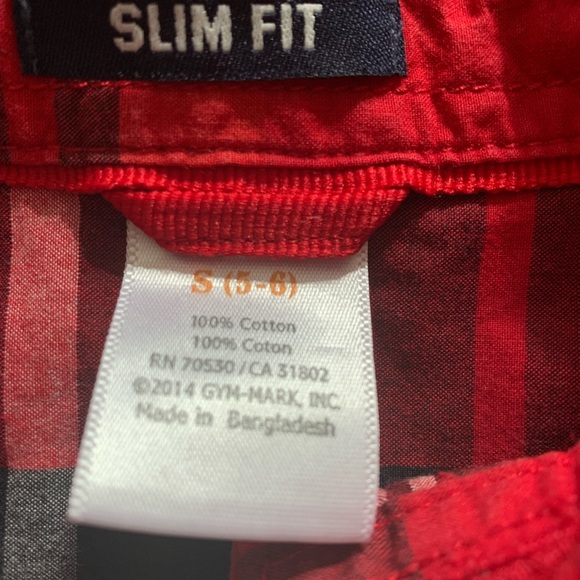 SLIM FIT
S (5-6)
100% Cotton
100% Coton
RN 70530 / CA 31802
©2014 GYM-MARK, INC.
Made in Bangladesh